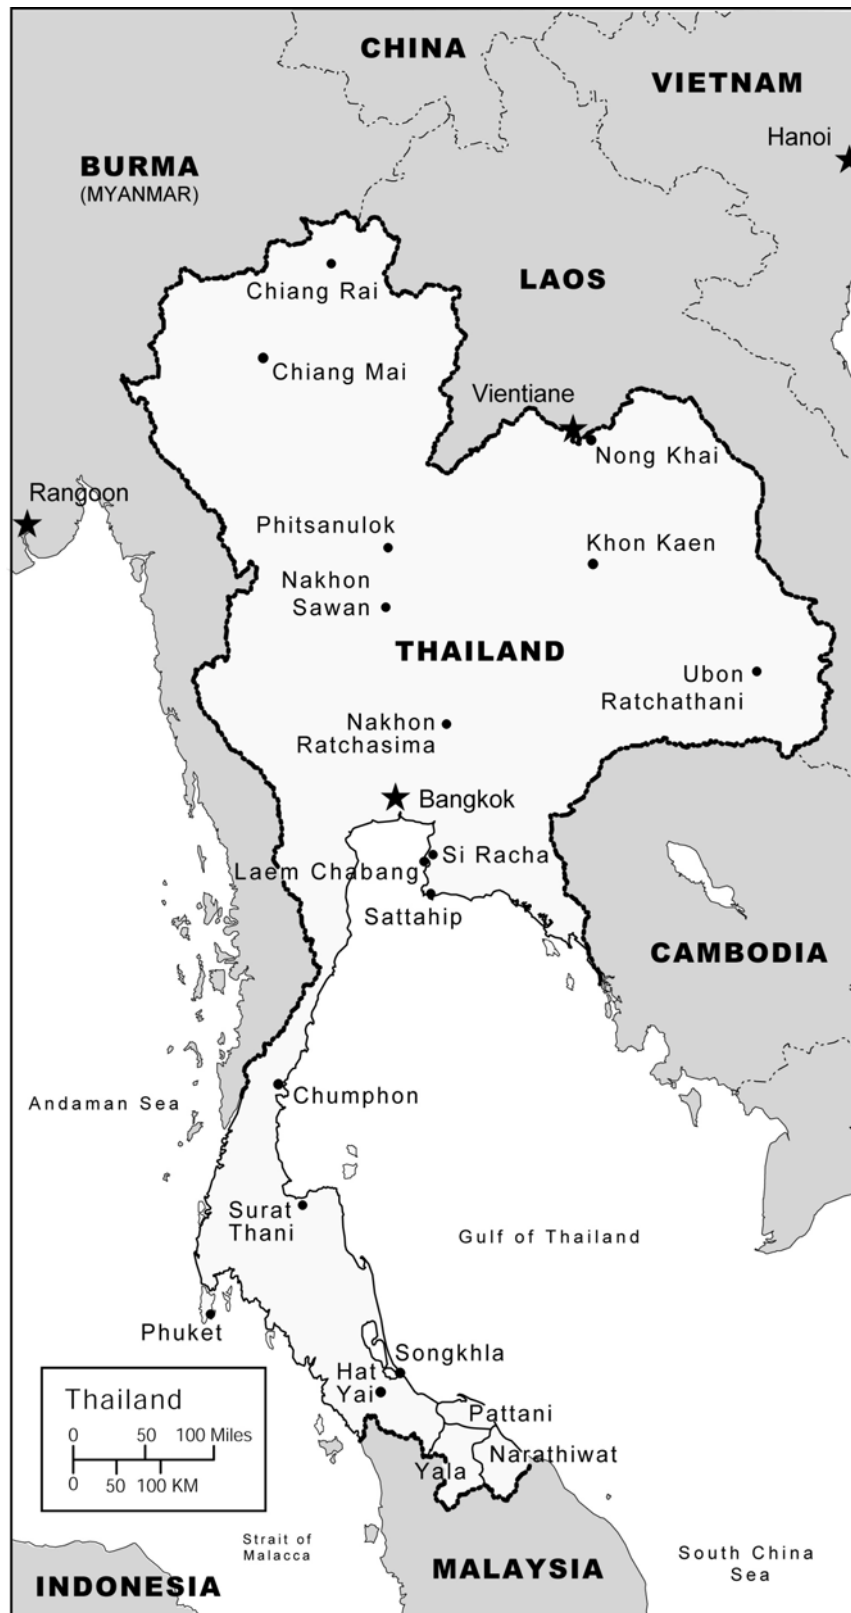 CHINA
VIETNAM
Hanoi
BURMA
(MYANMAR)
LAOS
Chiang Rai
Chiang Mai
Vientiane
Nong Khai
Rangoon
Phitsanulok
Khon Kaen
Nakhon
Sawan
THAILAND
Ubon
Ratchathani
Nakhon
Ratchasima
Bangkok
Si Racha
Laem Chabang
Sattahip
CAMBODIA
Andaman Sea
Chumphon
Surat
Thani
Gulf of Thailand
Phuket
Songkhla
Hat
Yai
Pattani
Narathiwat
Yala
Thailand
0 50 100 Miles
0 50 100 KM
Strait of
Malacca
MALAYSIA
South China
Sea
INDONESIA